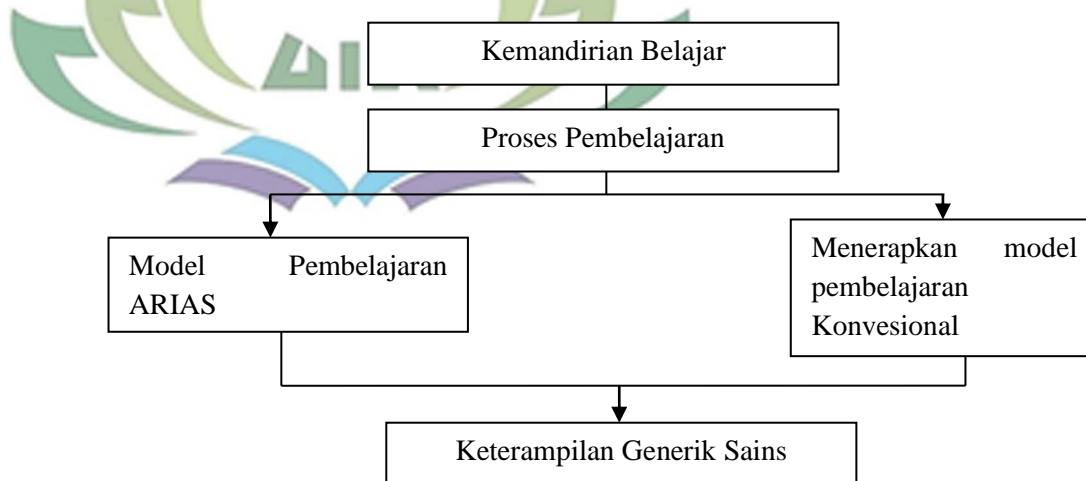 Kemandirian Belajar
Proses Pembelajaran
Model Pembelajaran
ARIAS
Menerapkan model
pembelajaran
Konvesional
Keterampilan Generik Sains